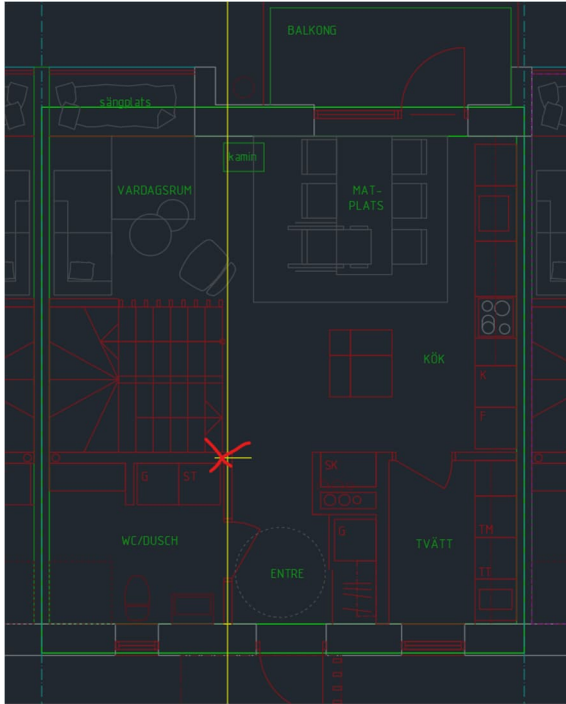 BALKONG
sängplats
kamin
VARDAGSRUM
MAT-
PLATS
KÖK
K
F
G
ST
SK
G
WC/DUSCH
ENTRE
TVÄTT
TM
TT